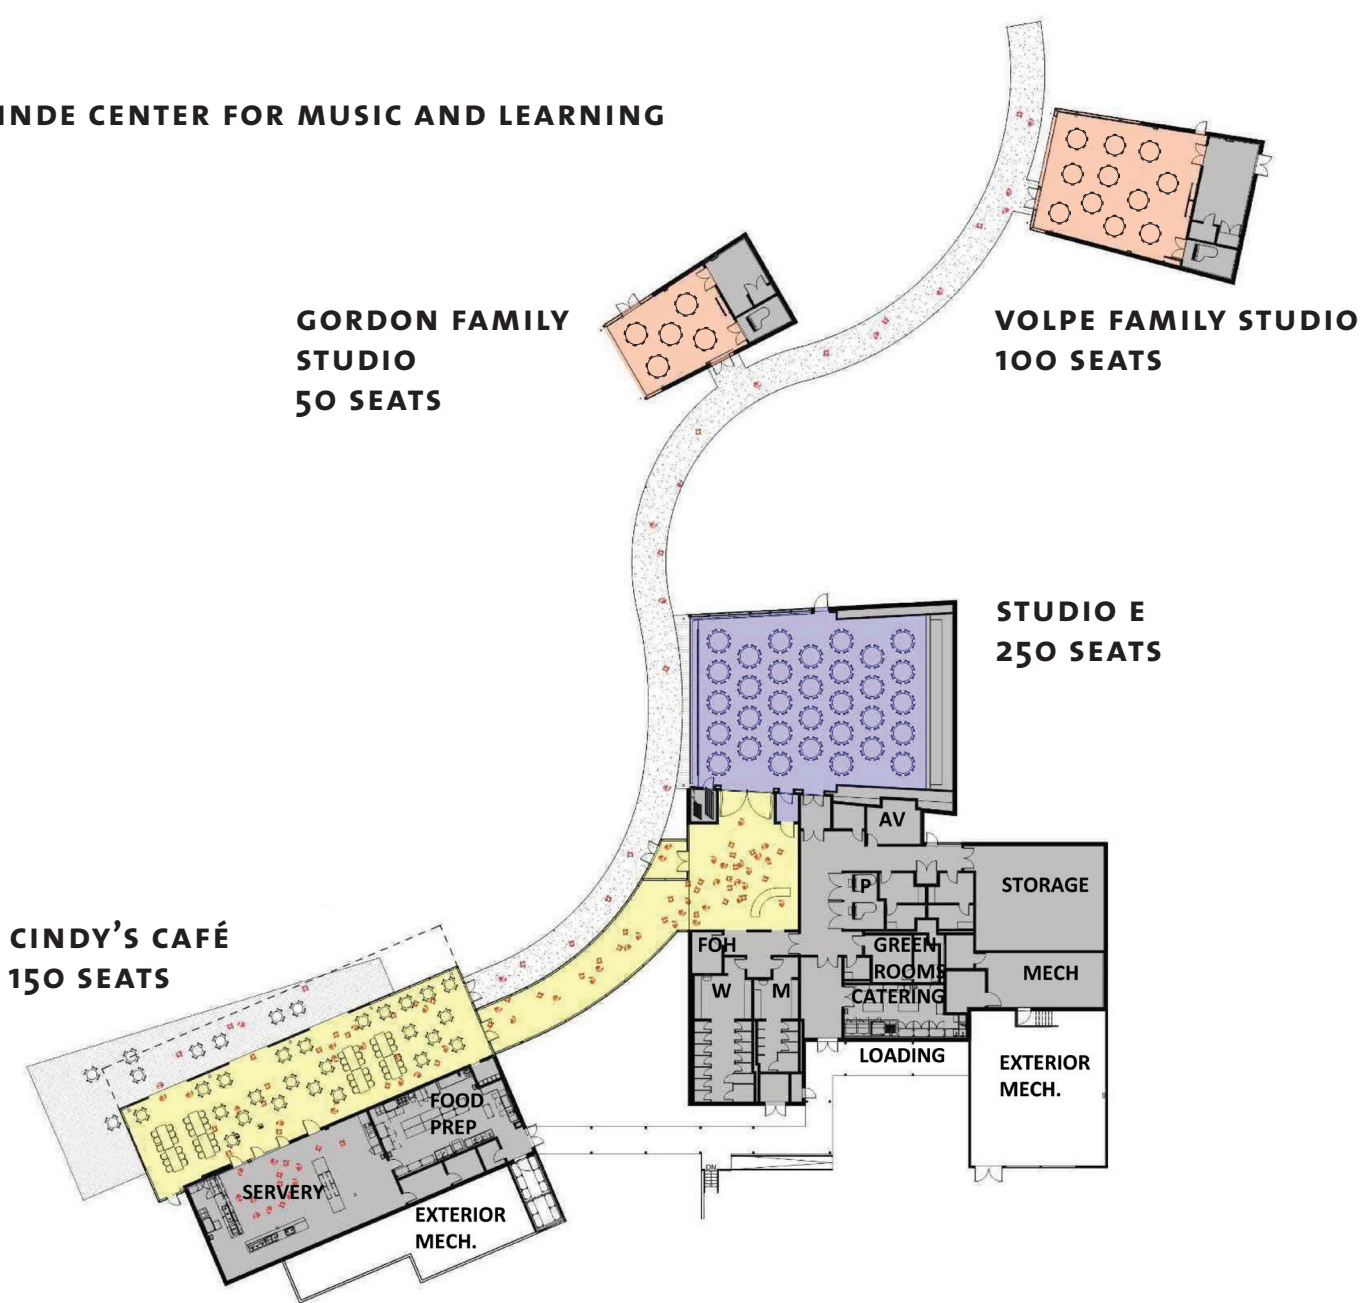 INDE CENTER FOR MUSIC AND LEARNING
GORDON FAMILY
STUDIO
50 SEATS
VOLPE FAMILY STUDIO
100 SEATS
STUDIO E
250 SEATS
AV
P
STORAGE
CINDY'S CAFÉ
150 SEATS
FOH
GREEN
ROOMS
MECH
W
M
CATERING
LOADING
EXTERIOR
MECH.
FOOD
PREP
DN
SERVERY
EXTERIOR
MECH.